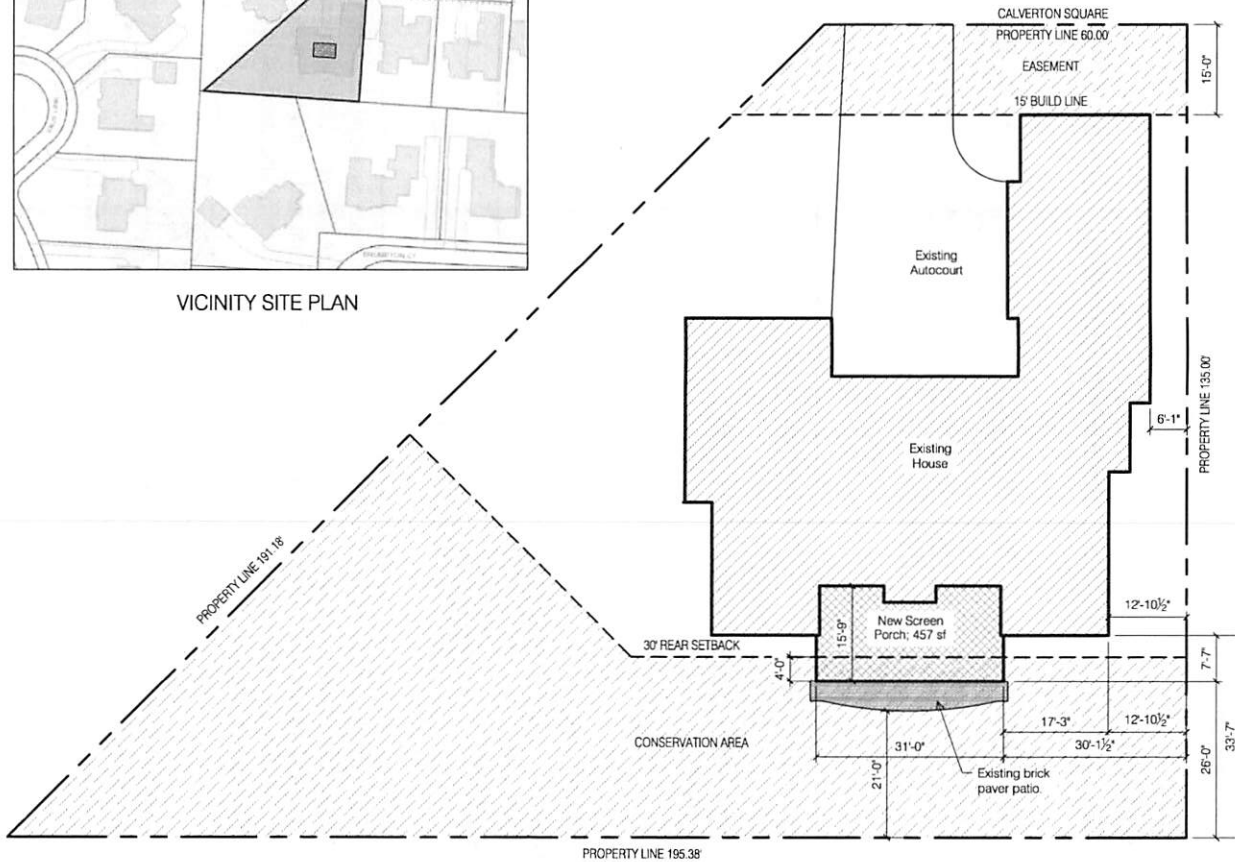 CALVERTON SQUARE
PROPERTY LINE 60.00'
EASEMENT
15'-0"
15' BUILD LINE
VICINITY SITE PLAN
Existing
Autocourt
PROPERTY LINE 135.00'
6'-1"
Existing
House
PROPERTY LINE 191.18'
12'-10½"
New Screen
Porch; 457 sf
15'-9"
30' REAR SETBACK
4'-0"
7'-7"
17'-3"
12'-10½"
CONSERVATION AREA
31'-0"
30'-1½"
33'-7"
26'-0"
21'-0"
Existing brick
paver patio.
PROPERTY LINE 195.38'